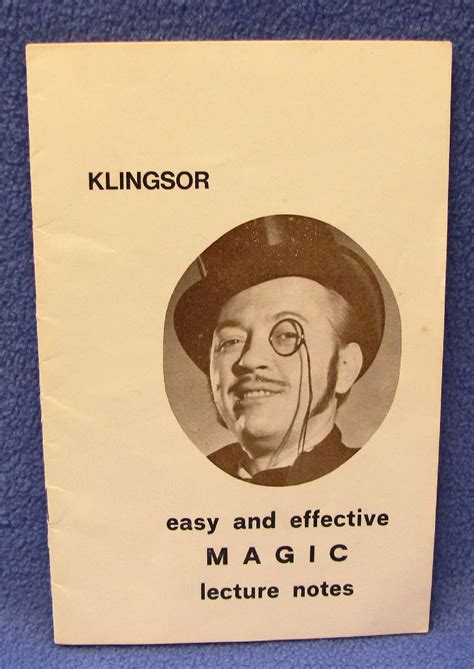 KLINGSOR
easy and effective
MAGIC
lecture notes